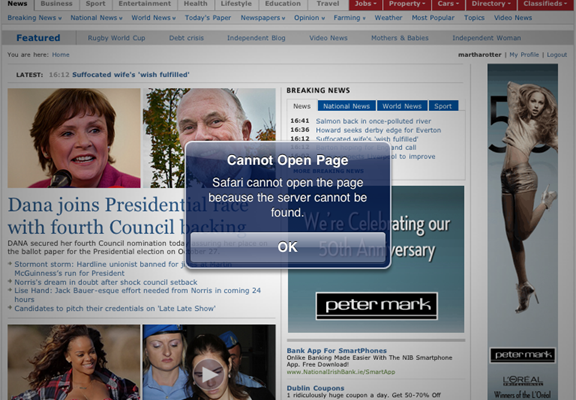 News Business Sport Entertainment Health Lifestyle Education Travel Jobs Property Cars Directory Classifieds
Breaking News National News World News Today's Paper Newspapers Opinion Farming Weather Most Popular Topics Video News
Featured Rugby World Cup Debt crisis Independent Blog Video News Mothers & Babies Independent Woman
You are here: Home
martharotter | My Profile | Logout
LATEST: 16:12 Suffocated wife's 'wish fulfilled'
Dana joins Presidential race
with fourth Council backing
DANA secured her fourth Council nomination today
the ballot paper for the Presidential election on October 27.
Stormont storm: Hardline unionist banned for
McGuinness's run for President
Norris's dream in doubt after shock council setback
Lise Hand: Jack Bauer-esque effort needed from Norris in coming 24
hours
Candidates to pitch their credentials on 'Late Late Show'
BREAKING NEWS
News National News World News Sport
16:41 Salmon back in once-polluted river
16:36 Howard seeks derby edge for Everton
16:12 Suffocated wife's 'wish fulfilled'
and call
to improve
MORE BREAKING NEWS
Cannot Open Page
Safari cannot open the page
because the server cannot be
found.
OK
We're Celebrating our
50th Anniversary
peter mark
Bank App For SmartPhones
Onlike Banking Made Easier With The NIB Smartphone
App. Free Download!
www.NationalIrishBank.ie/SmartApp
Dublin Coupons
1 ridiculously huge coupon a day. Get 50-70% Off
50
peter mark
L'ORÉAL
Winners of the L'Oréal